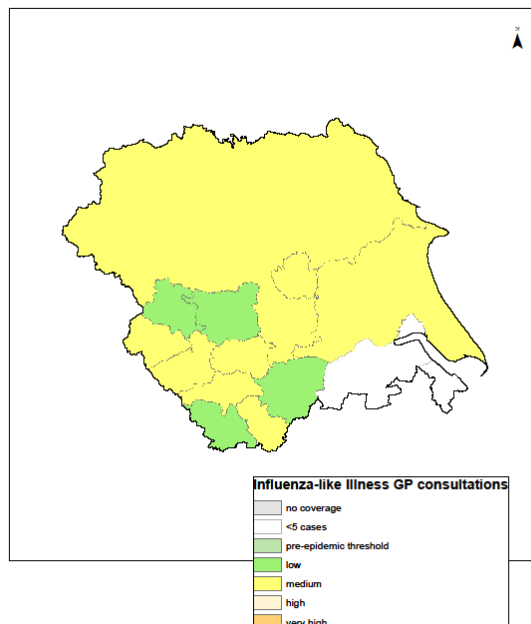 Influenza-like Illness GP consultations
no coverage
<5 cases
pre-epidemic threshold
low
medium
high
very high